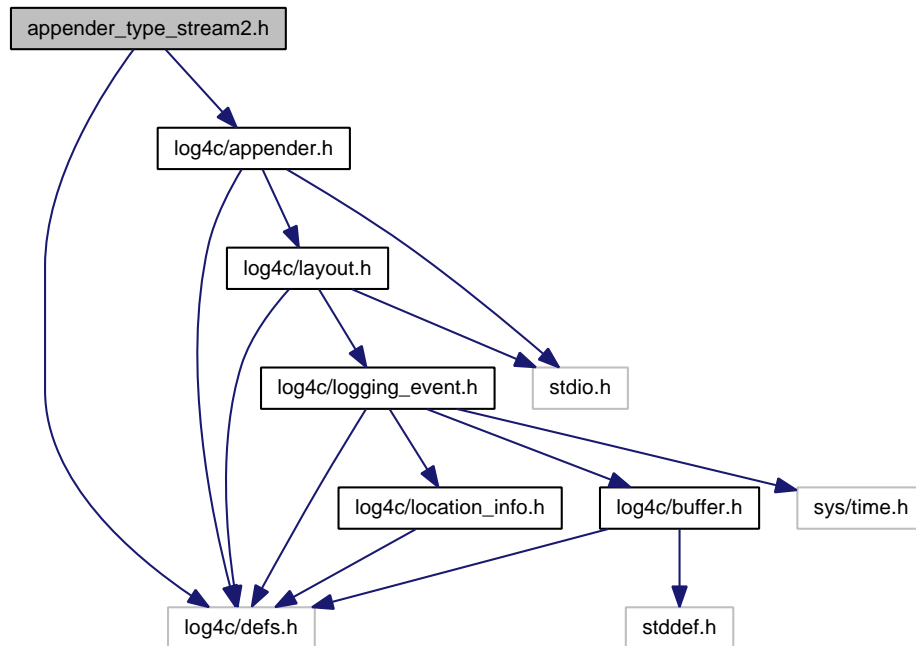 appender_type_stream2.h
log4c/appender.h
log4c/layout.h
log4c/logging_event.h
stdio.h
log4c/location_info.h
log4c/buffer.h
sys/time.h
log4c/defs.h
stddef.h